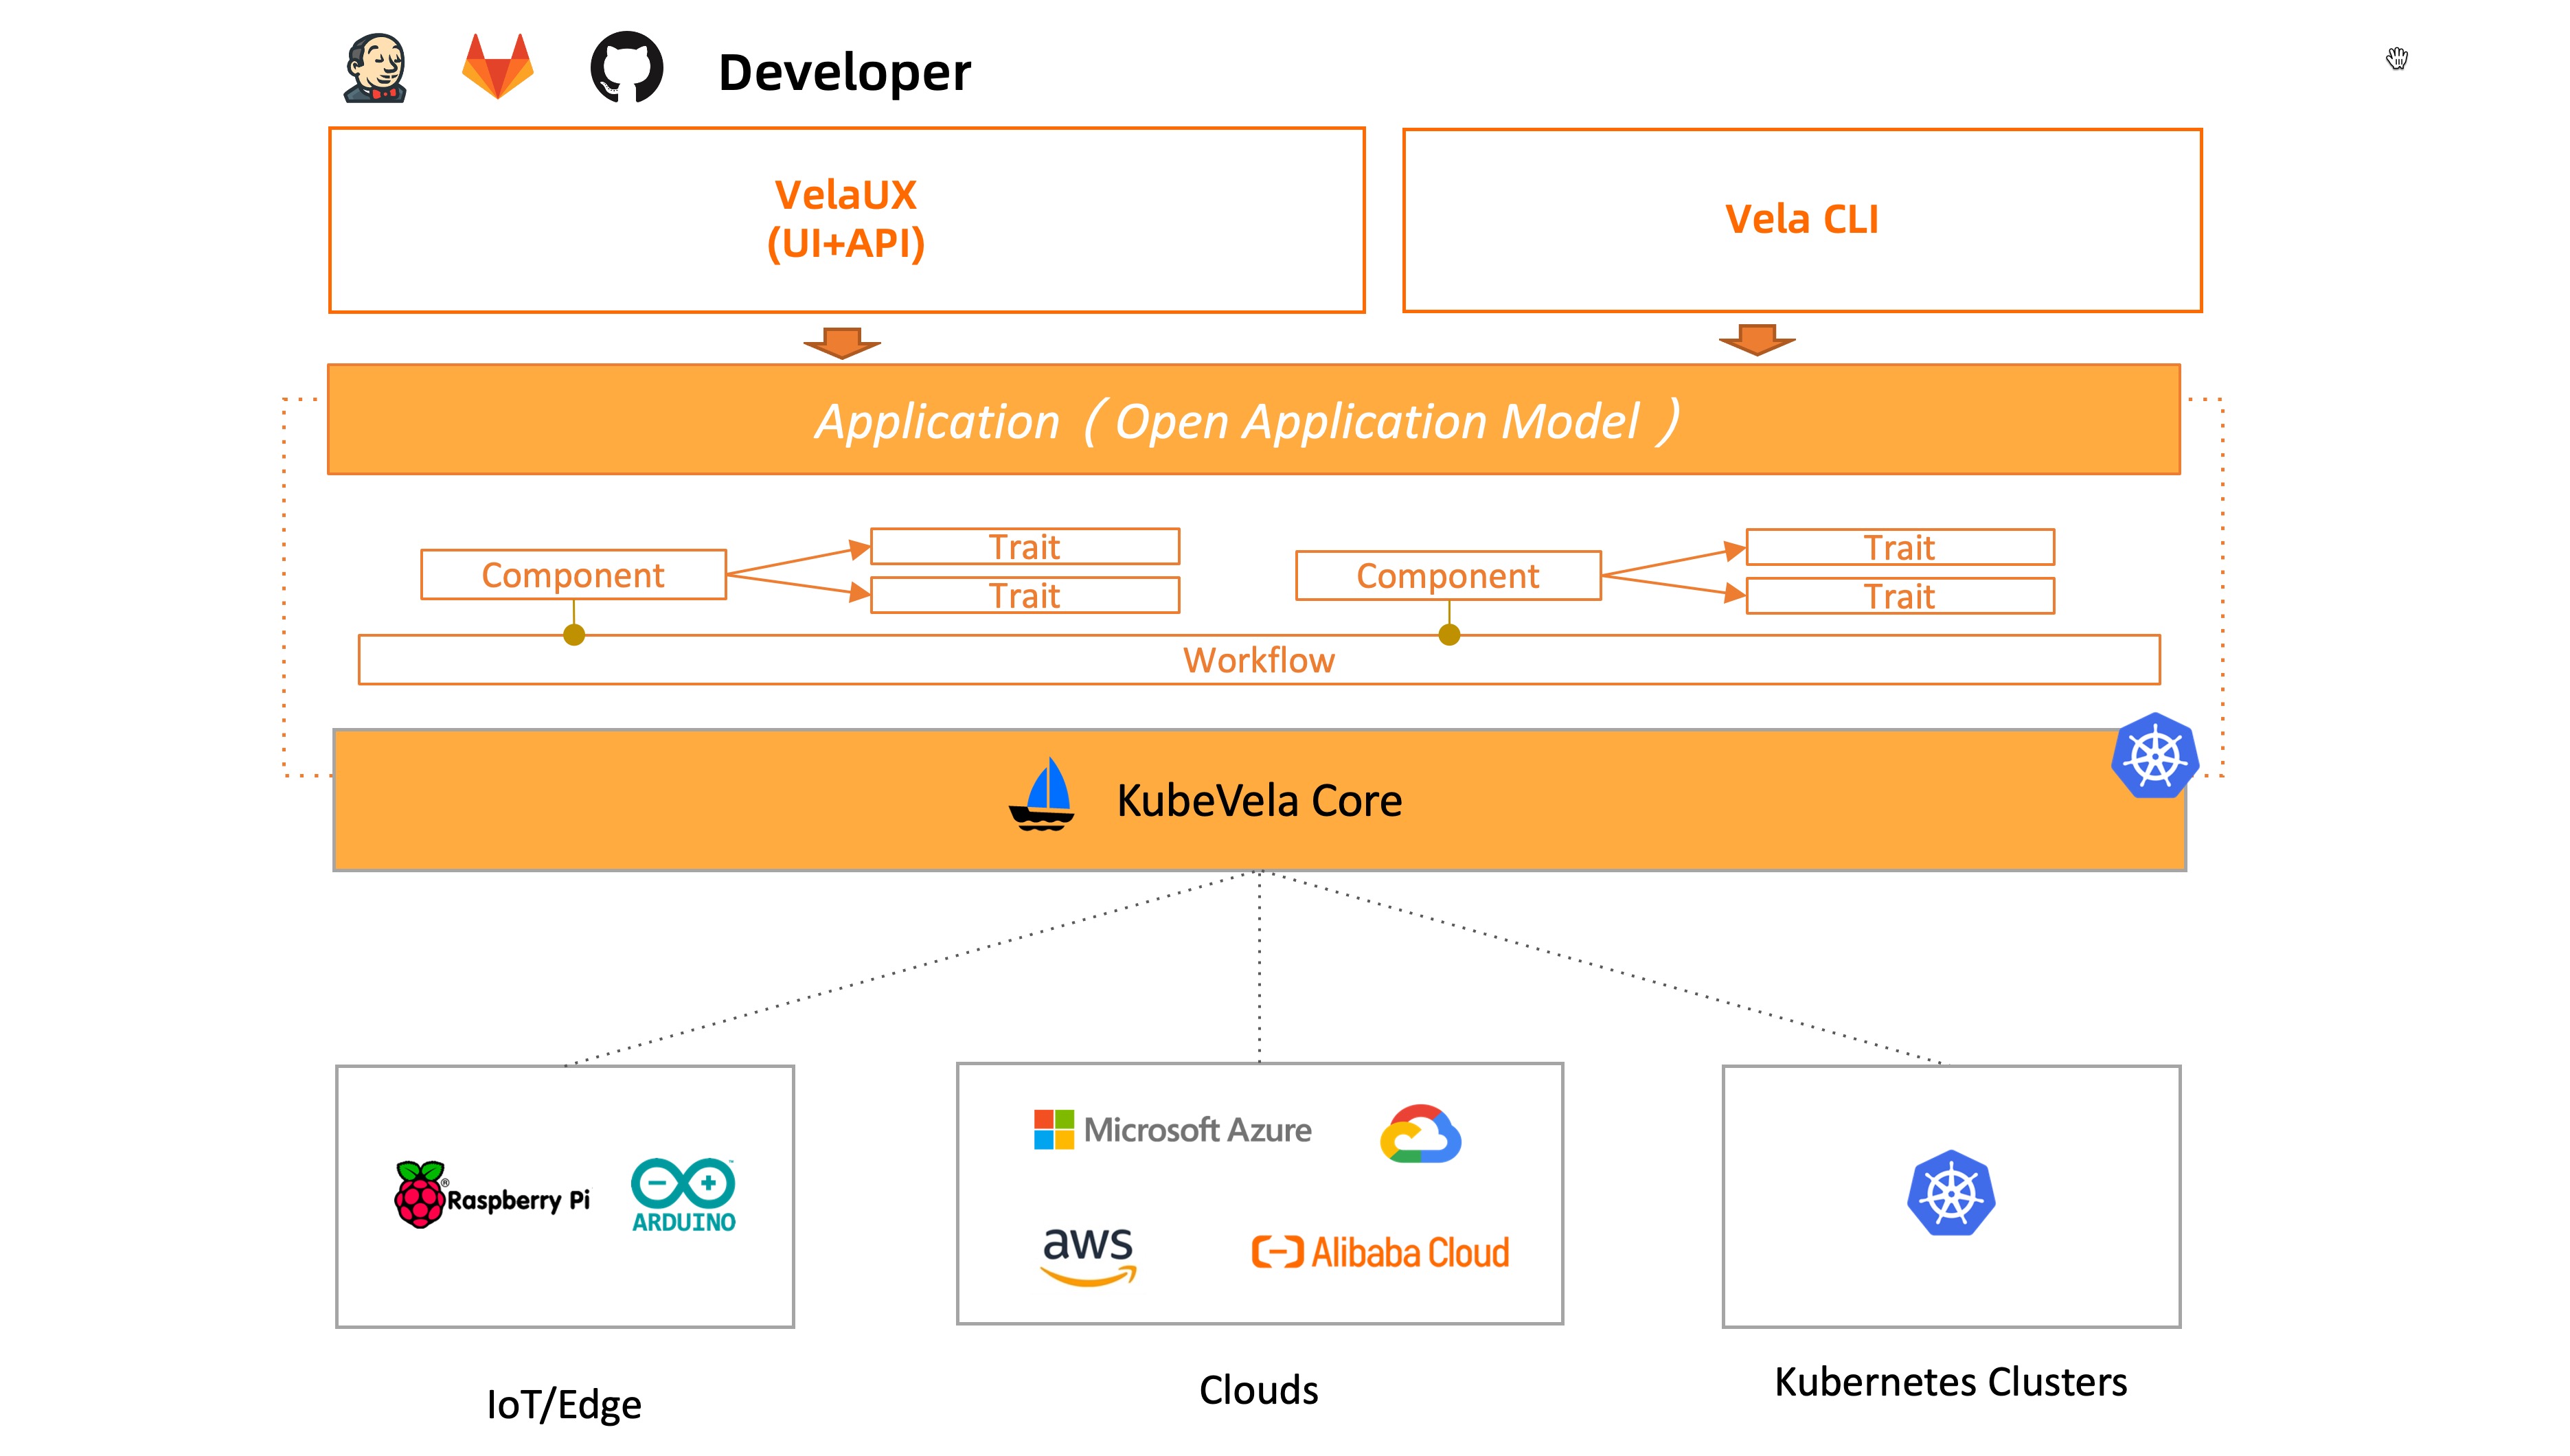 Developer
VelaUX
(UI+API)
Vela CLI
Application（Open Application Model）
Component
Trait
Trait
Component
Trait
Trait
Workflow
KubeVela Core
Raspberry Pi
®
ARDUINO
™
Microsoft Azure
aws
Alibaba Cloud
IoT/Edge
Clouds
Kubernetes Clusters